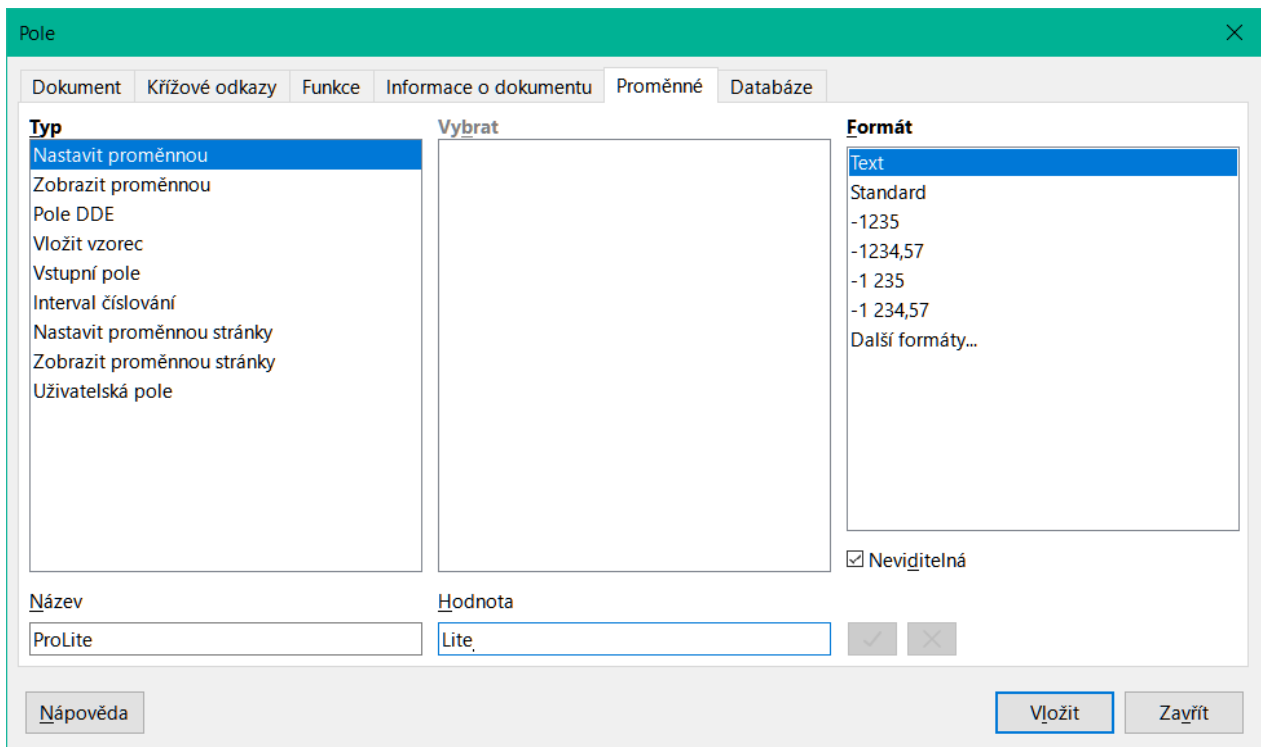 Pole
Dokument Křížové odkazy Funkce Informace o dokumentu Proměnné Databáze
Typ
Nastavit proměnnou
Zobrazit proměnnou
Pole DDE
Vložit vzorec
Vstupní pole
Interval číslování
Nastavit proměnnou stránky
Zobrazit proměnnou stránky
Uživatelská pole
Vybrat
Formát
Text
Standard
-1235
-1234,57
-1 235
-1 234,57
Další formáty...
Neviditelná
Název
ProLite
Hodnota
Lite
Nápověda
Vložit
Zavřít